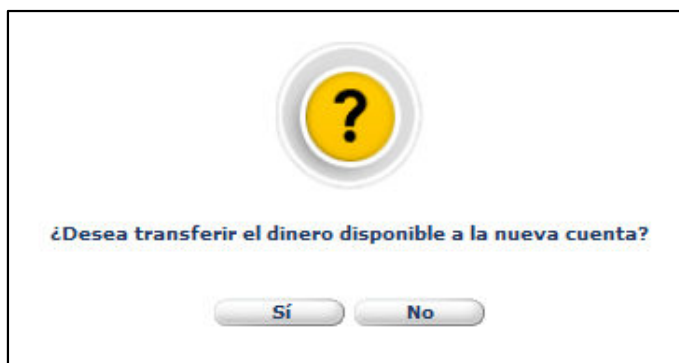 ?
¿Desea transferir el dinero disponible a la nueva cuenta?
Sí No